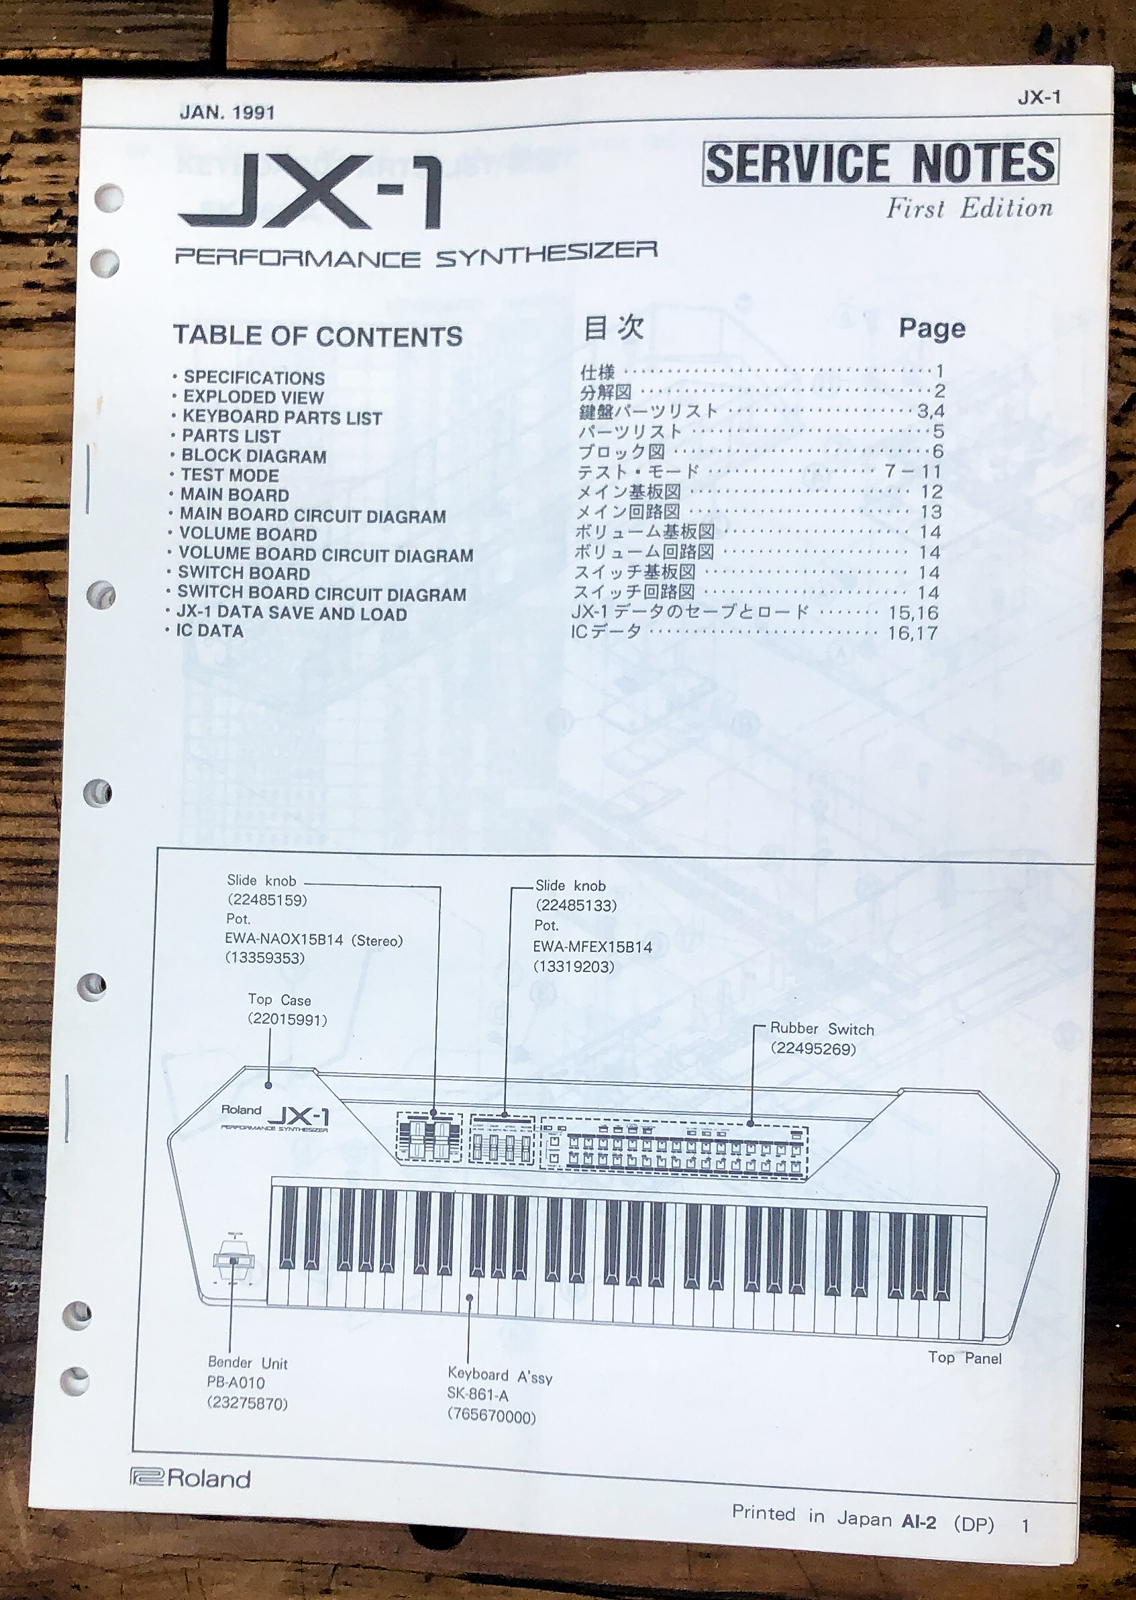 JAN. 1991
JX-1
JX-1
SERVICE NOTES
First Edition
PERFORMANCE SYNTHESIZER
TABLE OF CONTENTS 目次 Page
・SPECIFICATIONS 仕様 ································ 1
・EXPLODED VIEW 分解図 ······························ 2
・KEYBOARD PARTS LIST 鍵盤パーツリスト ···················· 3,4
・PARTS LIST パーツリスト ························· 5
・BLOCK DIAGRAM ブロック図 ··························· 6
・TEST MODE テスト・モード ·················· 7-11
・MAIN BOARD メイン基板図 ······················· 12
・MAIN BOARD CIRCUIT DIAGRAM メイン回路図 ······················· 13
・VOLUME BOARD ボリューム基板図 ··················· 14
・VOLUME BOARD CIRCUIT DIAGRAM ボリューム回路図 ··················· 14
・SWITCH BOARD スイッチ基板図 ····················· 14
・SWITCH BOARD CIRCUIT DIAGRAM スイッチ回路図 ····················· 14
・JX-1 DATA SAVE AND LOAD JX-1データのセーブとロード ······· 15,16
・IC DATA ICデータ ························ 16,17
Slide knob
(22485159)
Pot.
EWA-NA0X15B14 (Stereo)
(13359353)
Slide knob
(22485133)
Pot.
EWA-MFEX15B14
(13319203)
Top Case
(22015991)
Rubber Switch
(22495269)
Roland JX-1
PERFORMANCE SYNTHESIZER
Bender Unit
PB-A010
(23275870)
Keyboard A'ssy
SK-861-A
(765670000)
Top Panel
Roland
Printed in Japan AI-2 (DP) 1